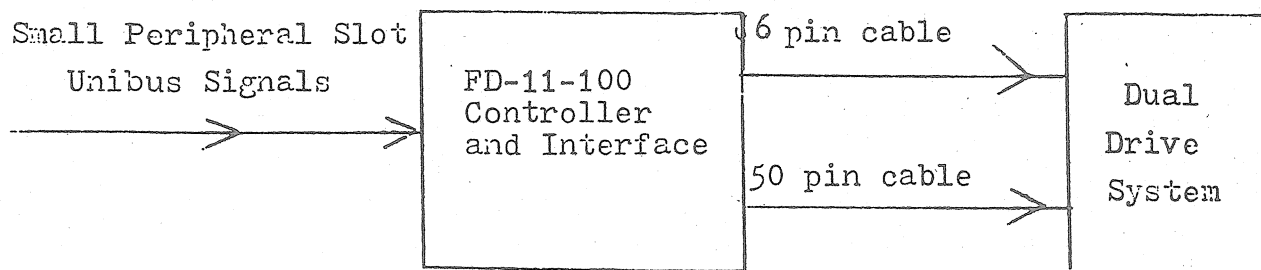 Small Peripheral Slot
Unibus Signals
FD-11-100
Controller
and Interface
6 pin cable
50 pin cable
Dual
Drive
System